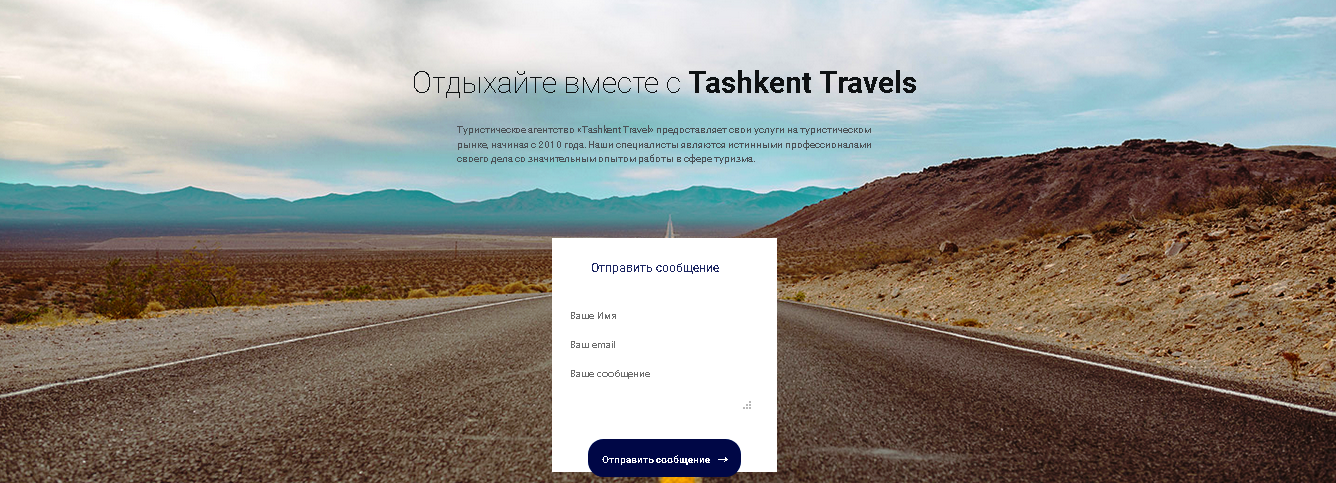 Отдыхайте вместе с Tashkent Travels
Туристическое агентство «Tashkent Travel» предоставляет свои услуги на туристическом
рынке, начиная с 2010 года. Наши специалисты являются истинными профессионалами
своего дела со значительным опытом работы в сфере туризма.
Отправить сообщение
Ваше Имя
Ваш email
Ваше сообщение
Отправить сообщение →